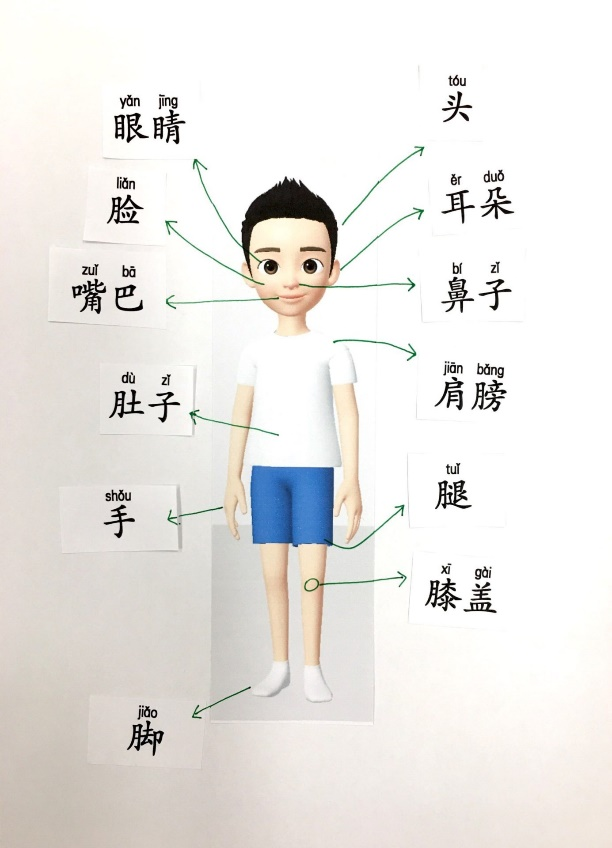 yǎn jīng
眼睛
liǎn
脸
zuǐ bā
嘴巴
dù zǐ
肚子
shǒu
手
jiǎo
脚
tóu
头
ěr duǒ
耳朵
bí zǐ
鼻子
jiān bǎng
肩膀
tuǐ
腿
xī gài
膝盖